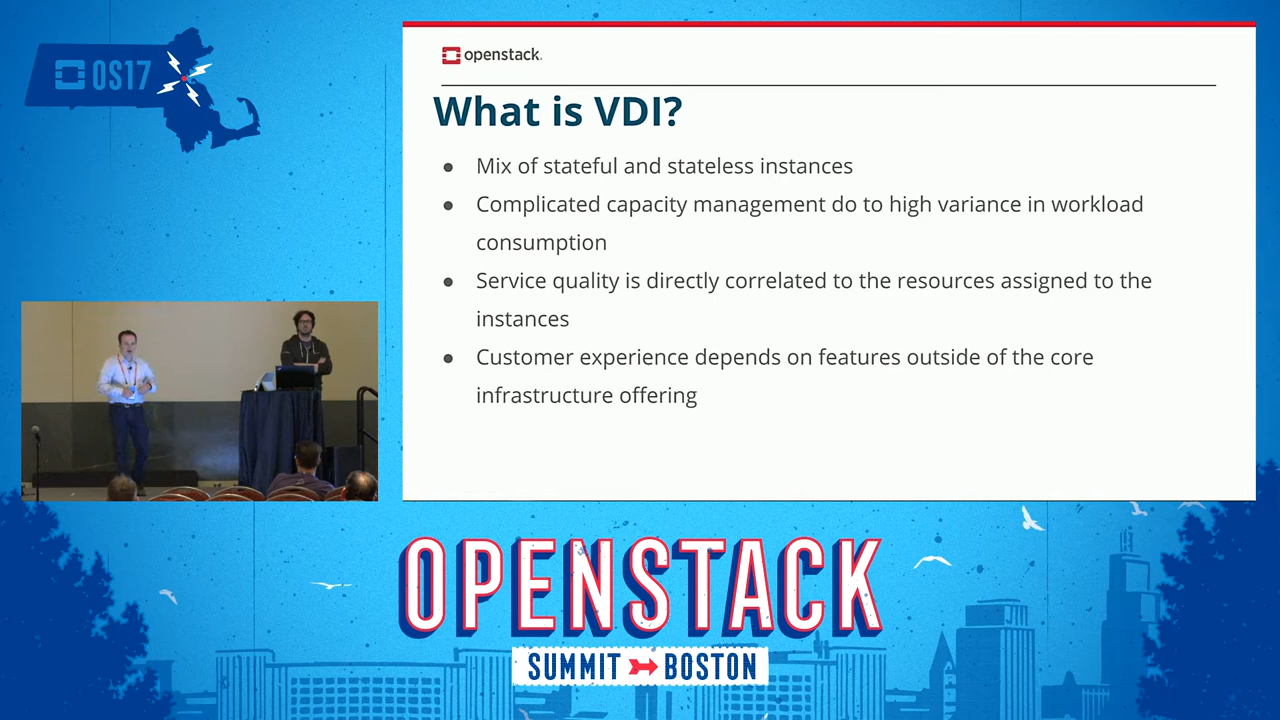 OS17
openstack.
What is VDI?
● Mix of stateful and stateless instances
● Complicated capacity management do to high variance in workload
consumption
● Service quality is directly correlated to the resources assigned to the
instances
● Customer experience depends on features outside of the core
infrastructure offering
OPENSTACK
SUMMIT BOSTON